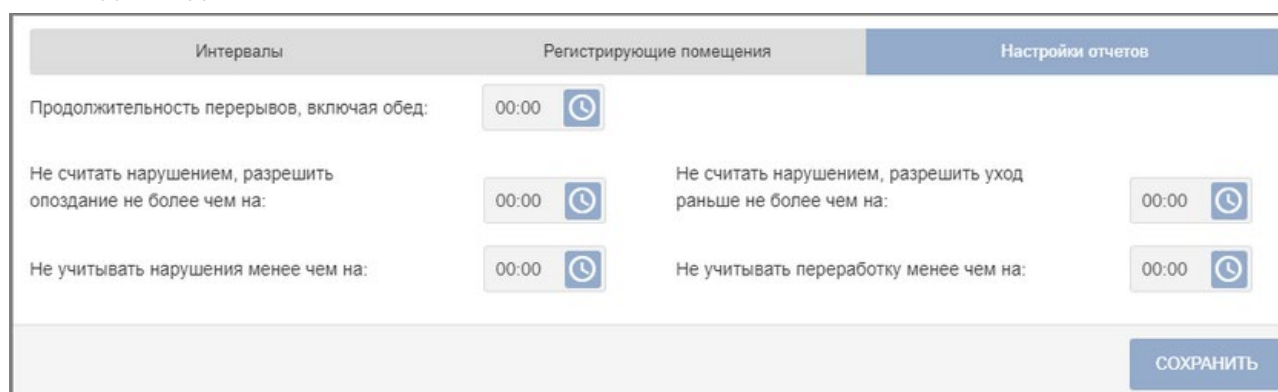 Интервалы Регистрирующие помещения Настройки отчетов
Продолжительность перерывов, включая обед: 00:00
Не считать нарушением, разрешить
опоздание не более чем на: 00:00
Не считать нарушением, разрешить уход
раньше не более чем на: 00:00
Не учитывать нарушения менее чем на: 00:00
Не учитывать переработку менее чем на: 00:00
СОХРАНИТЬ